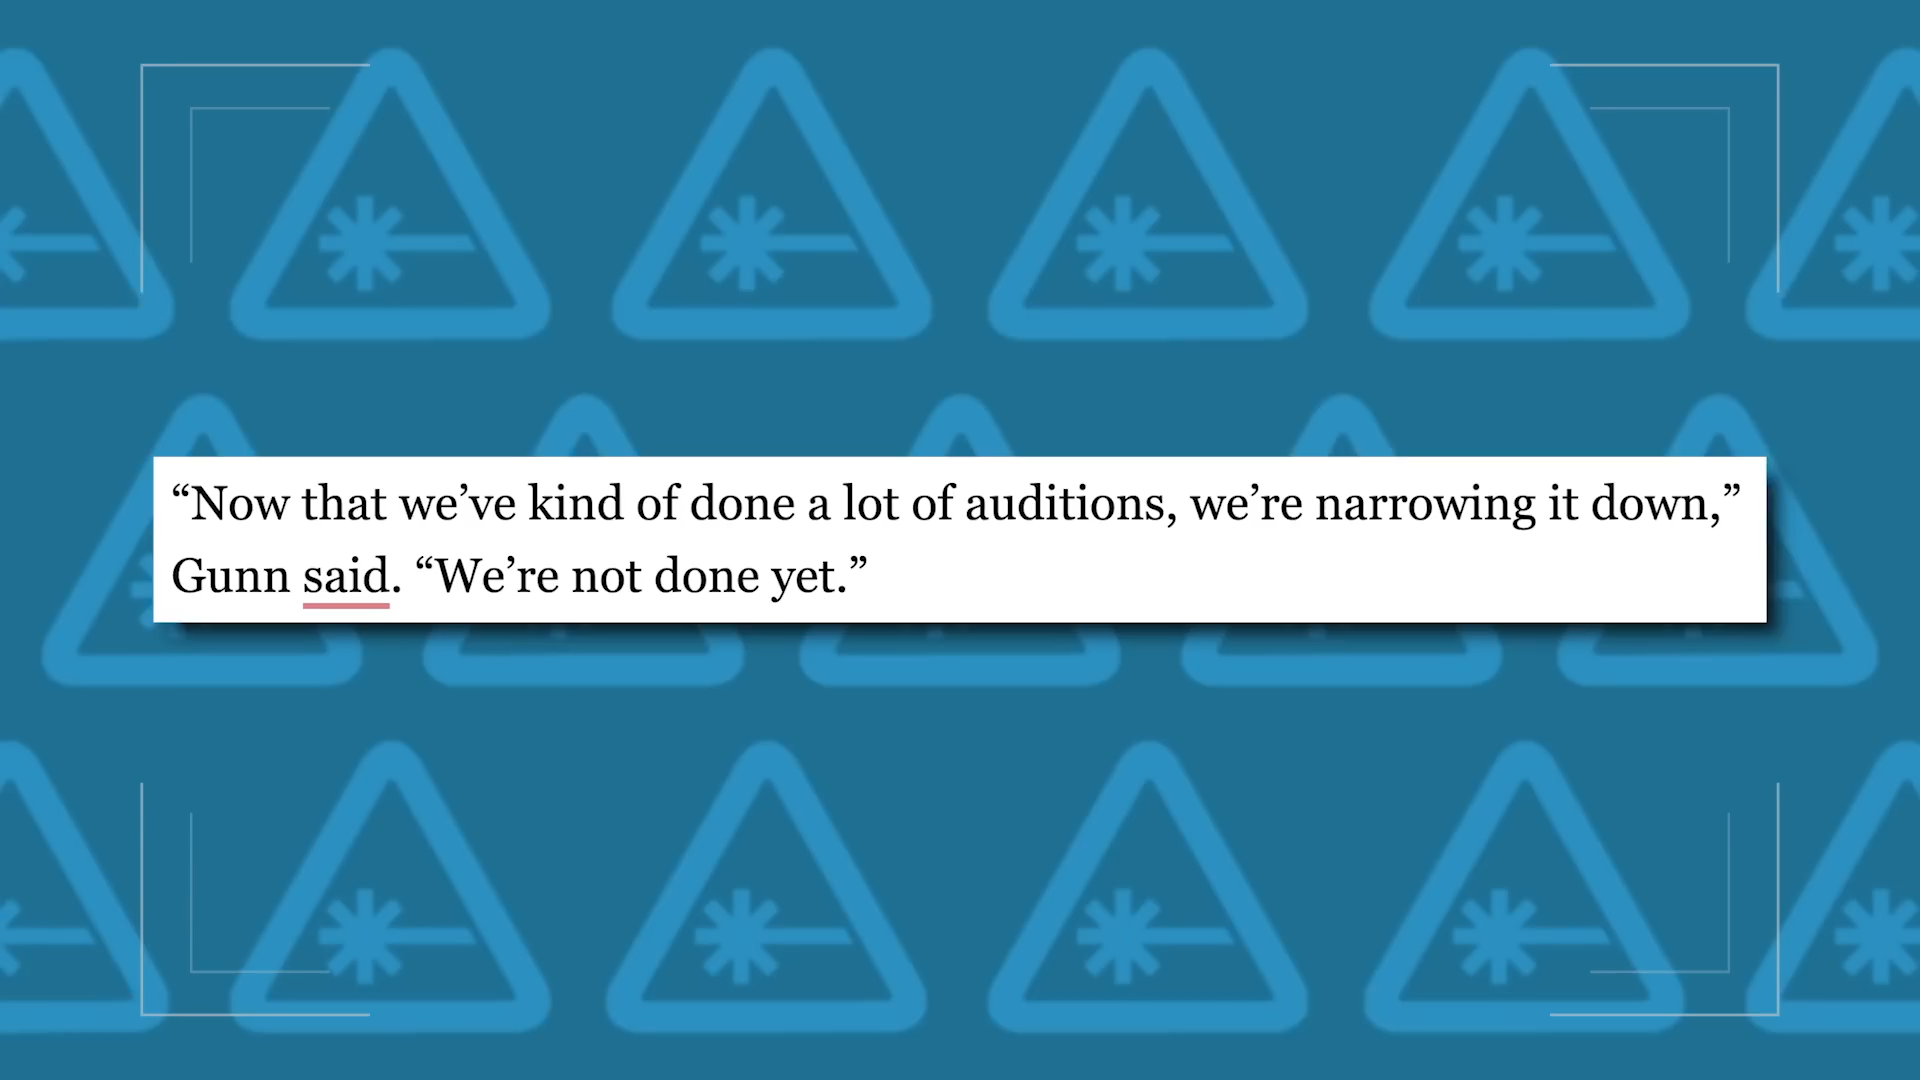 “Now that we’ve kind of done a lot of auditions, we’re narrowing it down,”
Gunn said. “We’re not done yet.”